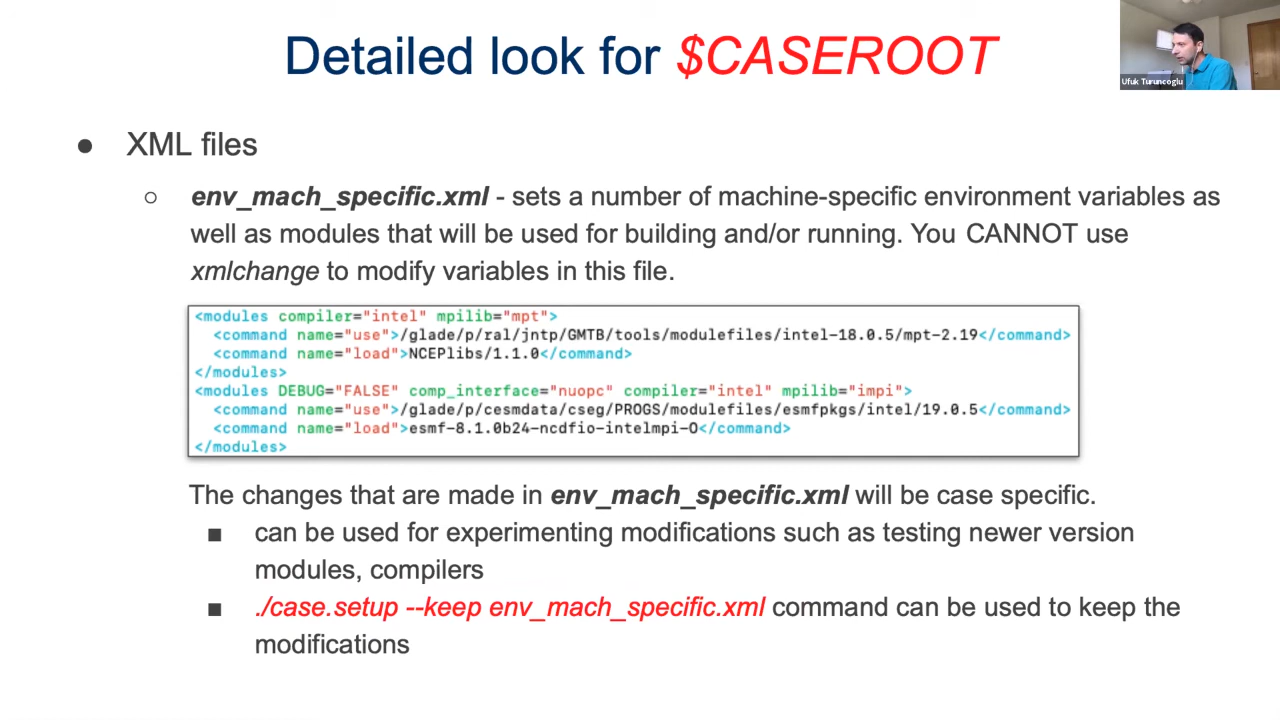 Detailed look for $CASEROOT
Ufuk Turuncoglu
● XML files
○ env_mach_specific.xml - sets a number of machine-specific environment variables as
well as modules that will be used for building and/or running. You CANNOT use
xmlchange to modify variables in this file.
<modules compiler="intel" mpilib="mpt">
<command name="use">/glade/p/ral/jntp/GMTB/tools/modulefiles/intel-18.0.5/mpt-2.19</command>
<command name="load">NCEPlibs/1.1.0</command>
</modules>
<modules DEBUG="FALSE" comp_interface="nuopc" compiler="intel" mpilib="impi">
<command name="use">/glade/p/cesmdata/cseg/PROGS/modulefiles/esmfpkgs/intel/19.0.5</command>
<command name="load">esmf-8.1.0b24-ncdfio-intelmpi-O</command>
</modules>
The changes that are made in env_mach_specific.xml will be case specific.
■ can be used for experimenting modifications such as testing newer version
modules, compilers
■ ./case.setup --keep env_mach_specific.xml command can be used to keep the
modifications